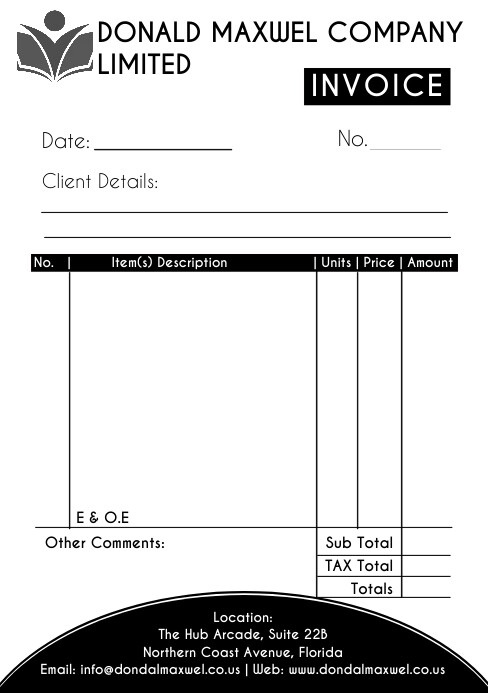 DONALD MAXWEL COMPANY
LIMITED
INVOICE
Date:
No.
Client Details:
No. | Item(s) Description | Units | Price | Amount
E & O.E
Other Comments:
Sub Total
TAX Total
Totals
Location:
The Hub Arcade, Suite 22B
Northern Coast Avenue, Florida
Email: info@dondalmaxwel.co.us | Web: www.dondalmaxwel.co.us